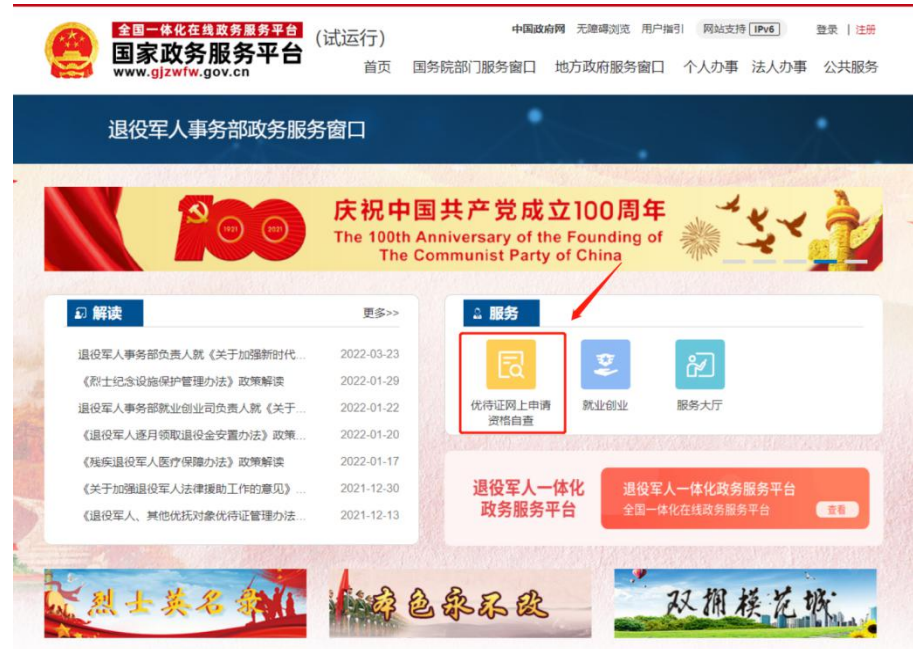 全国一体化在线政务服务平台
国家政务服务平台
(试运行)
www.gjzwfw.gov.cn
中国政府网 无障碍浏览 用户指引 网站支持 IPv6 登录 | 注册
首页 国务院部门服务窗口 地方政府服务窗口 个人办事 法人办事 公共服务
退役军人事务部政务服务窗口
100
1921 2021
庆祝中国共产党成立100周年
The 100th Anniversary of the Founding of
The Communist Party of China
解读 更多>>
退役军人事务部负责人就《关于加强新时代... 2022-03-23
《烈士纪念设施保护管理办法》政策解读 2022-01-29
退役军人事务部就业创业司负责人就《关于... 2022-01-22
《退役军人逐月领取退役金安置办法》政策... 2022-01-20
《残疾退役军人医疗保障办法》政策解读 2022-01-17
《关于加强退役军人法律援助工作的意见》... 2021-12-30
《退役军人、其他优抚对象优待证管理办法... 2021-12-13
服务
优待证网上申请
资格自查
就业创业
服务大厅
退役军人一体化
政务服务平台
退役军人一体化政务服务平台
全国一体化在线政务服务平台
查看
烈士英名录
本色永不改
双拥模范城